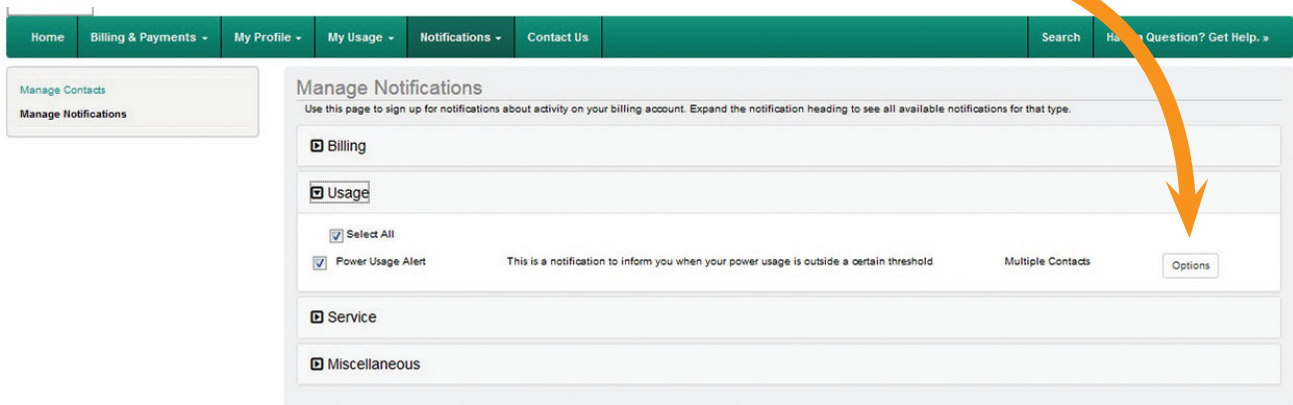 Home Billing & Payments My Profile My Usage Notifications Contact Us Search Question? Get Help. »
Manage Contacts
Manage Notifications
Manage Notifications
Use this page to sign up for notifications about activity on your billing account. Expand the notification heading to see all available notifications for that type.
Billing
Usage
Select All
Power Usage Alert This is a notification to inform you when your power usage is outside a certain threshold Multiple Contacts Options
Service
Miscellaneous